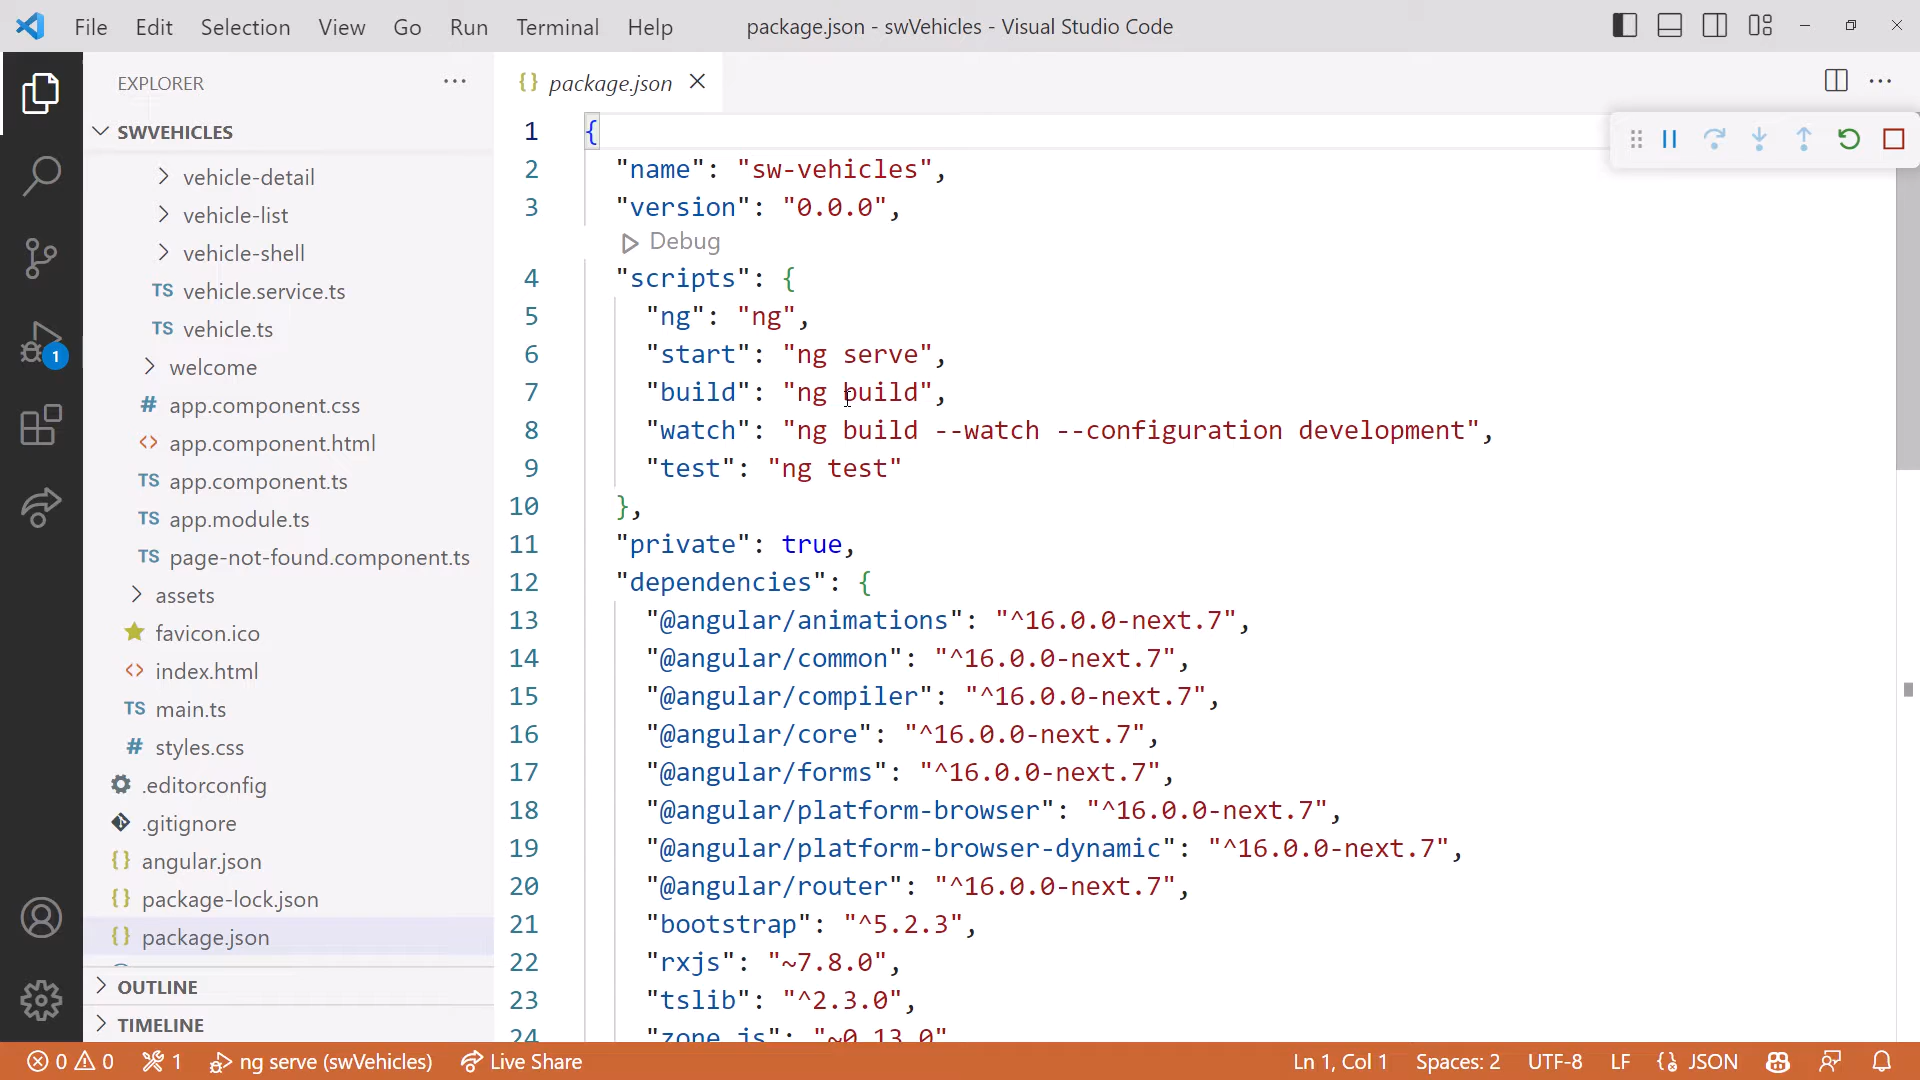 File Edit Selection View Go Run Terminal Help package.json - swVehicles - Visual Studio Code
EXPLORER
SWVEHICLES
vehicle-detail
vehicle-list
vehicle-shell
TS vehicle.service.ts
TS vehicle.ts
welcome
# app.component.css
<> app.component.html
TS app.component.ts
TS app.module.ts
TS page-not-found.component.ts
assets
favicon.ico
<> index.html
TS main.ts
# styles.css
.editorconfig
.gitignore
{} angular.json
{} package-lock.json
{} package.json
OUTLINE
TIMELINE
1
{} package.json
1 {
2 "name": "sw-vehicles",
3 "version": "0.0.0",
Debug
4 "scripts": {
5 "ng": "ng",
6 "start": "ng serve",
7 "build": "ng build",
8 "watch": "ng build --watch --configuration development",
9 "test": "ng test"
10 },
11 "private": true,
12 "dependencies": {
13 "@angular/animations": "^16.0.0-next.7",
14 "@angular/common": "^16.0.0-next.7",
15 "@angular/compiler": "^16.0.0-next.7",
16 "@angular/core": "^16.0.0-next.7",
17 "@angular/forms": "^16.0.0-next.7",
18 "@angular/platform-browser": "^16.0.0-next.7",
19 "@angular/platform-browser-dynamic": "^16.0.0-next.7",
20 "@angular/router": "^16.0.0-next.7",
21 "bootstrap": "^5.2.3",
22 "rxjs": "~7.8.0",
23 "tslib": "^2.3.0",
24 "zone.js": "~0.13.0"
0 0 1 ng serve (swVehicles) Live Share Ln 1, Col 1 Spaces: 2 UTF-8 LF {} JSON